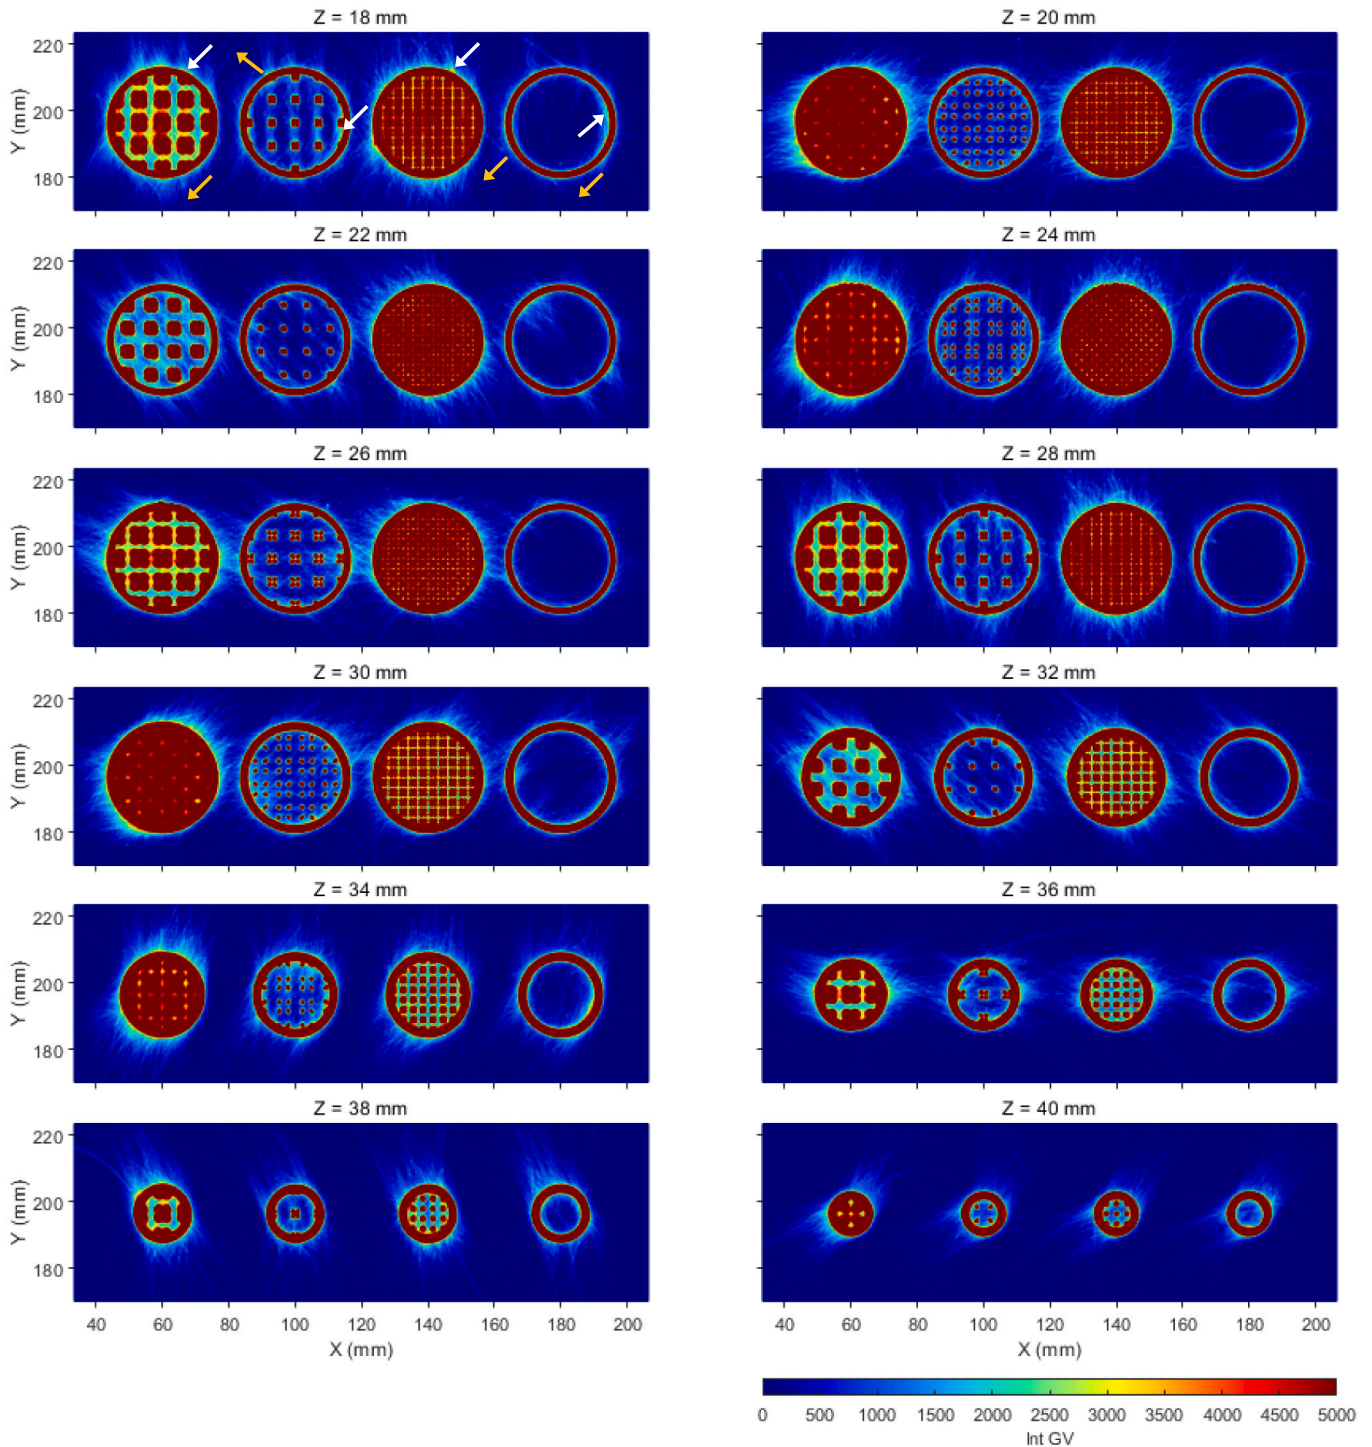 Z = 18 mm
Z = 20 mm
220
200
180
Y (mm)
Z = 22 mm
Z = 24 mm
220
200
180
Y (mm)
Z = 26 mm
Z = 28 mm
220
200
180
Y (mm)
Z = 30 mm
Z = 32 mm
220
200
180
Y (mm)
Z = 34 mm
Z = 36 mm
220
200
180
Y (mm)
Z = 38 mm
Z = 40 mm
220
200
180
Y (mm)
40 60 80 100 120 140 160 180 200
40 60 80 100 120 140 160 180 200
X (mm)
X (mm)
0 500 1000 1500 2000 2500 3000 3500 4000 4500 5000
Int GV